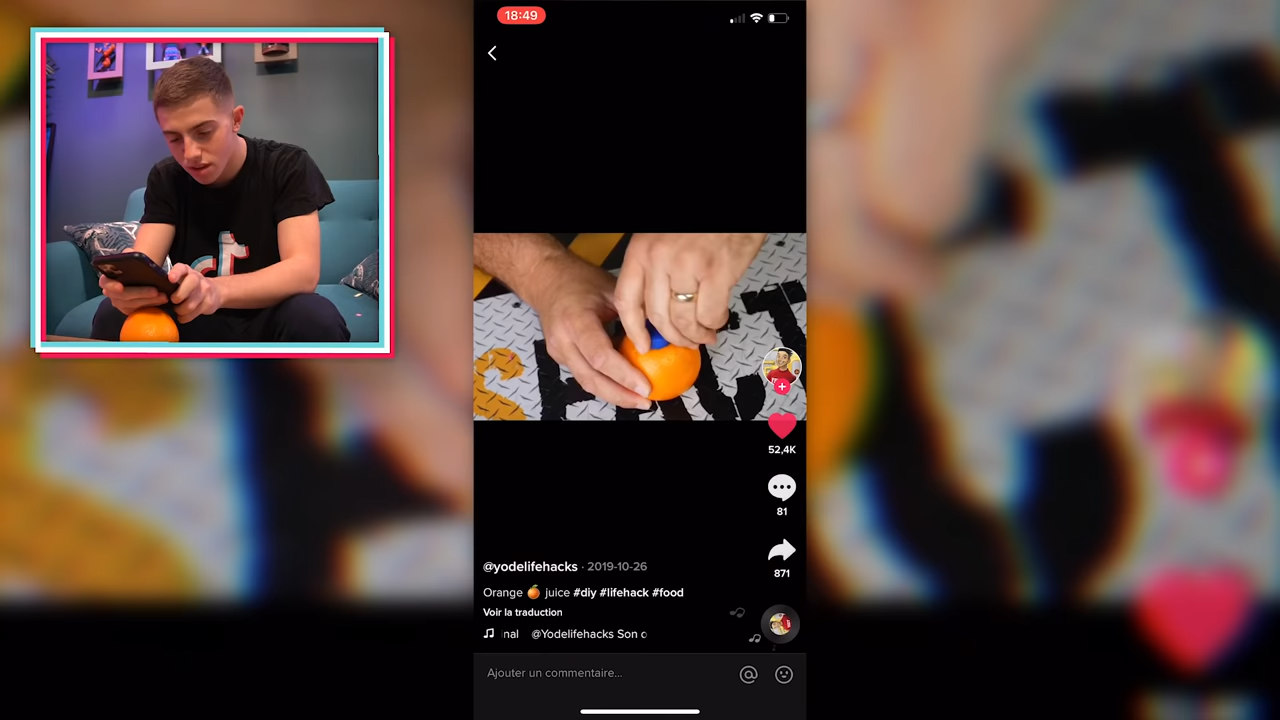 18:49
52,4K
81
871
@yodelifehacks · 2019-10-26
Orange 🍊 juice #diy #lifehack #food
Voir la traduction
nal @Yodelifehacks Son o
Ajouter un commentaire...